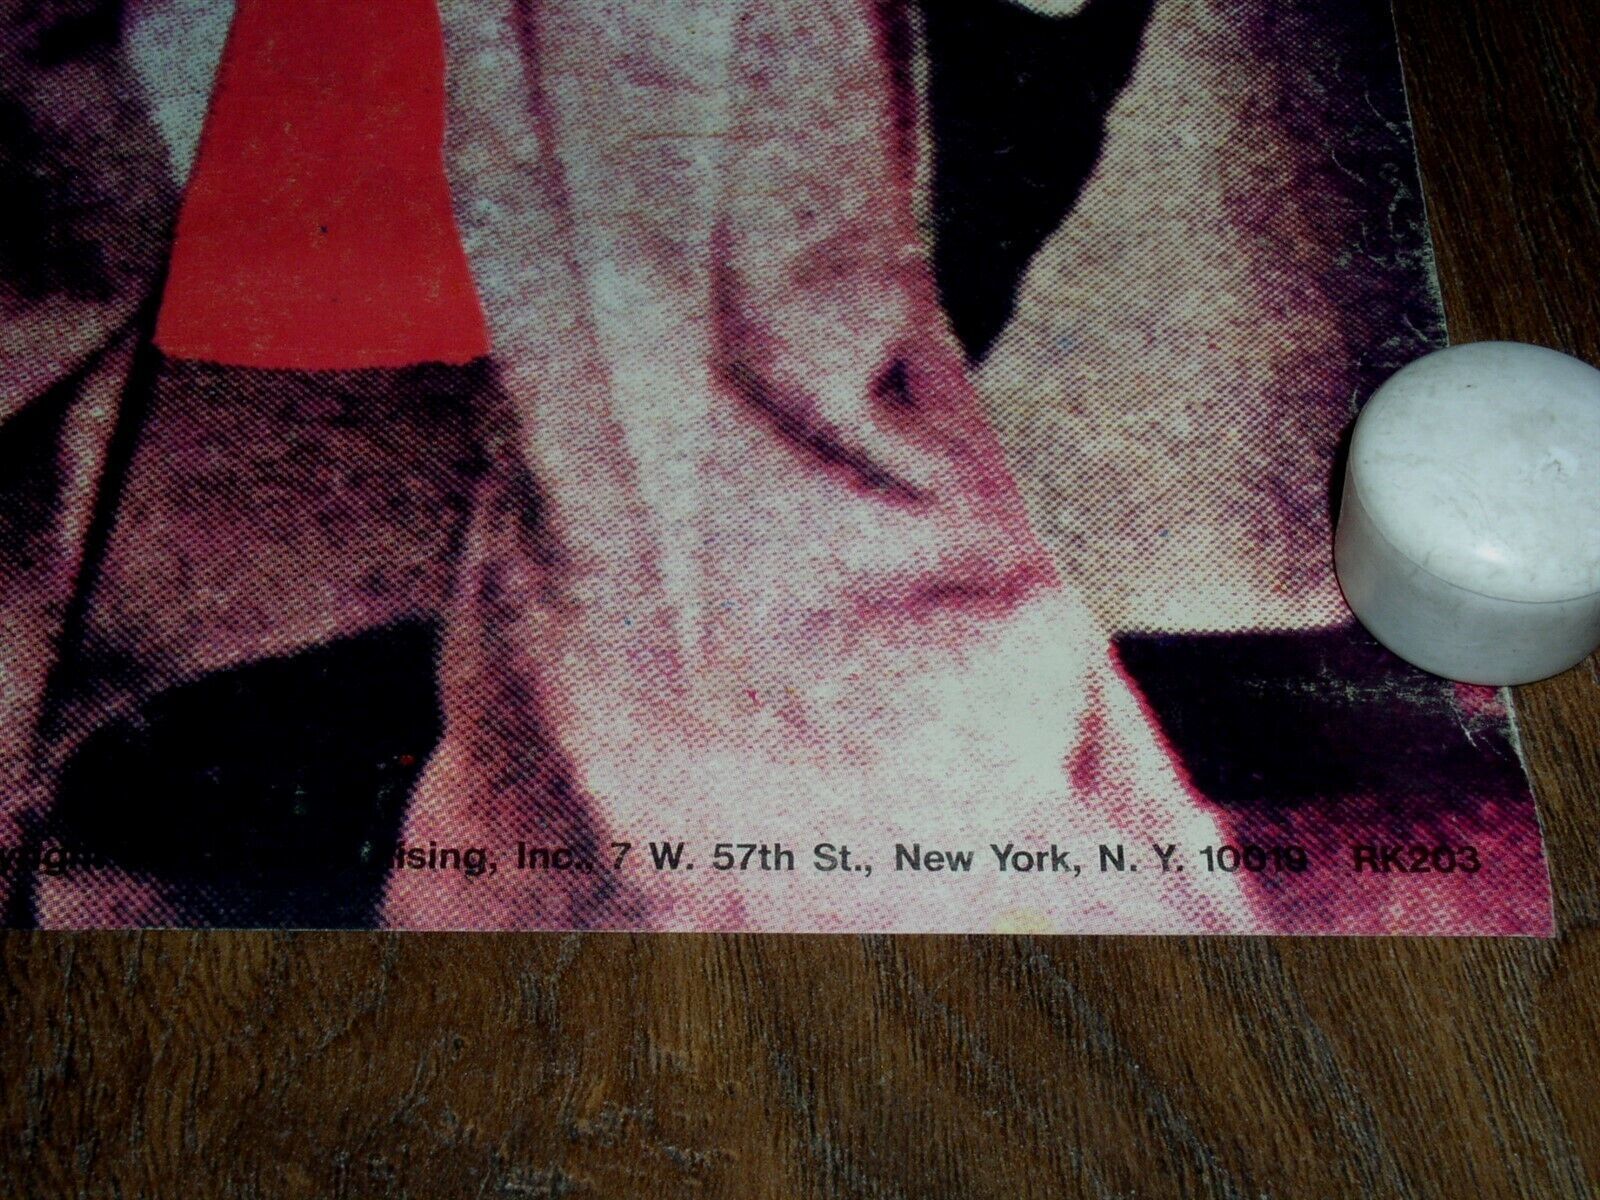 ising, Inc., 7 W. 57th St., New York, N. Y. 10019 RK203